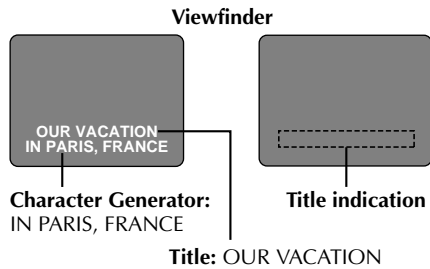 Viewfinder
OUR VACATION
IN PARIS, FRANCE
Character Generator:
IN PARIS, FRANCE
Title indication
Title: OUR VACATION